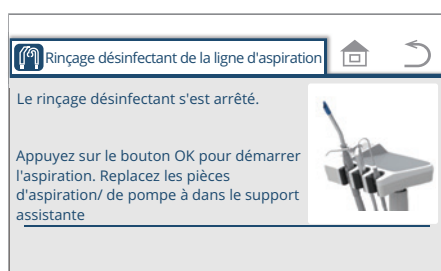 Rinçage désinfectant de la ligne d'aspiration
Le rinçage désinfectant s'est arrêté.
Appuyez sur le bouton OK pour démarrer
l'aspiration. Replacez les pièces
d'aspiration/ de pompe à dans le support
assistante